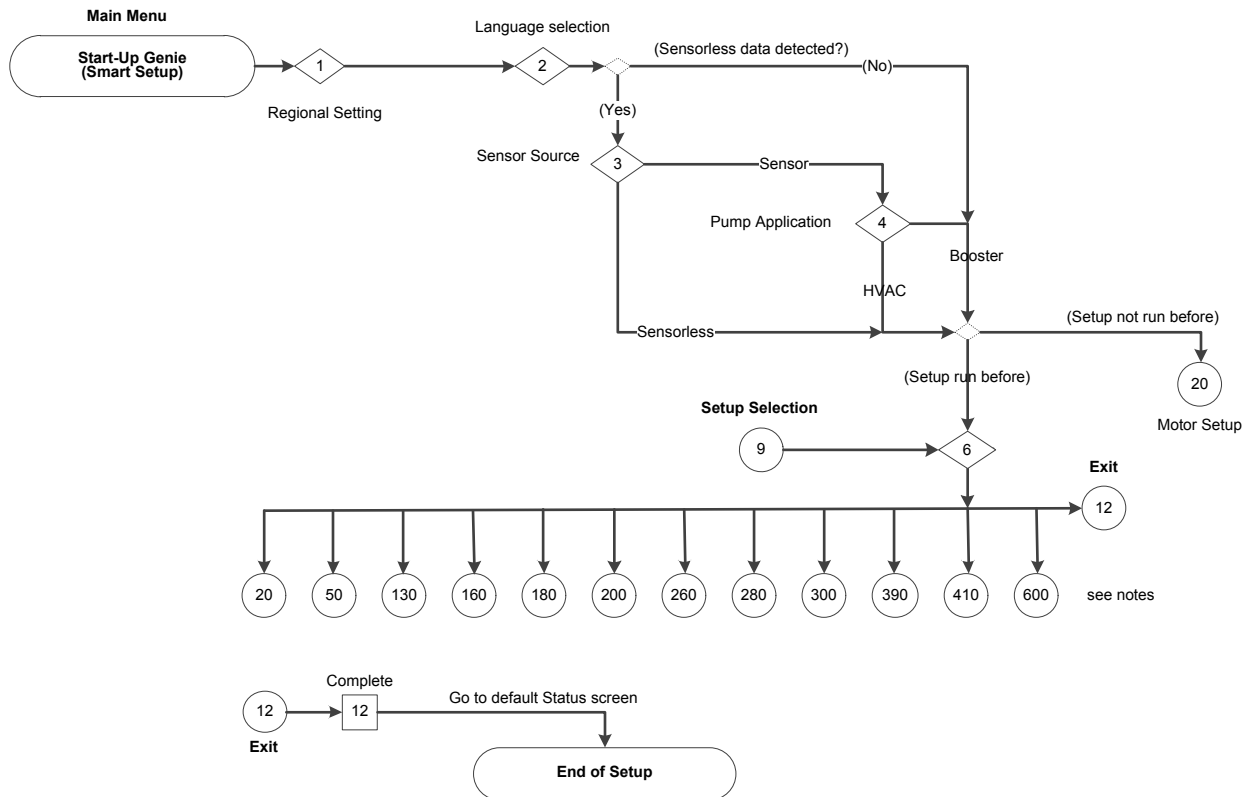 Main Menu
Start-Up Genie
(Smart Setup)
1
Regional Setting
Language selection
2
(Sensorless data detected?)
(No)
(Yes)
Sensor Source
3
Sensor
Pump Application
4
Booster
HVAC
Sensorless
(Setup not run before)
20
Motor Setup
(Setup run before)
Setup Selection
9
6
Exit
12
20
50
130
160
180
200
260
280
300
390
410
600
see notes
Complete
12
12
Go to default Status screen
Exit
End of Setup